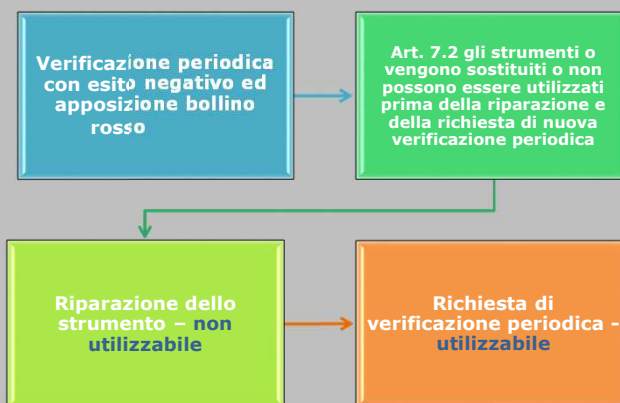 Verificazione periodica
con esito negativo ed
apposizione bollino
rosso
Art. 7.2 gli strumenti o
vengono sostituiti o non
possono essere utilizzati
prima della riparazione e
della richiesta di nuova
verificazione periodica
Riparazione dello
strumento – non
utilizzabile
Richiesta di
verificazione periodica -
utilizzabile